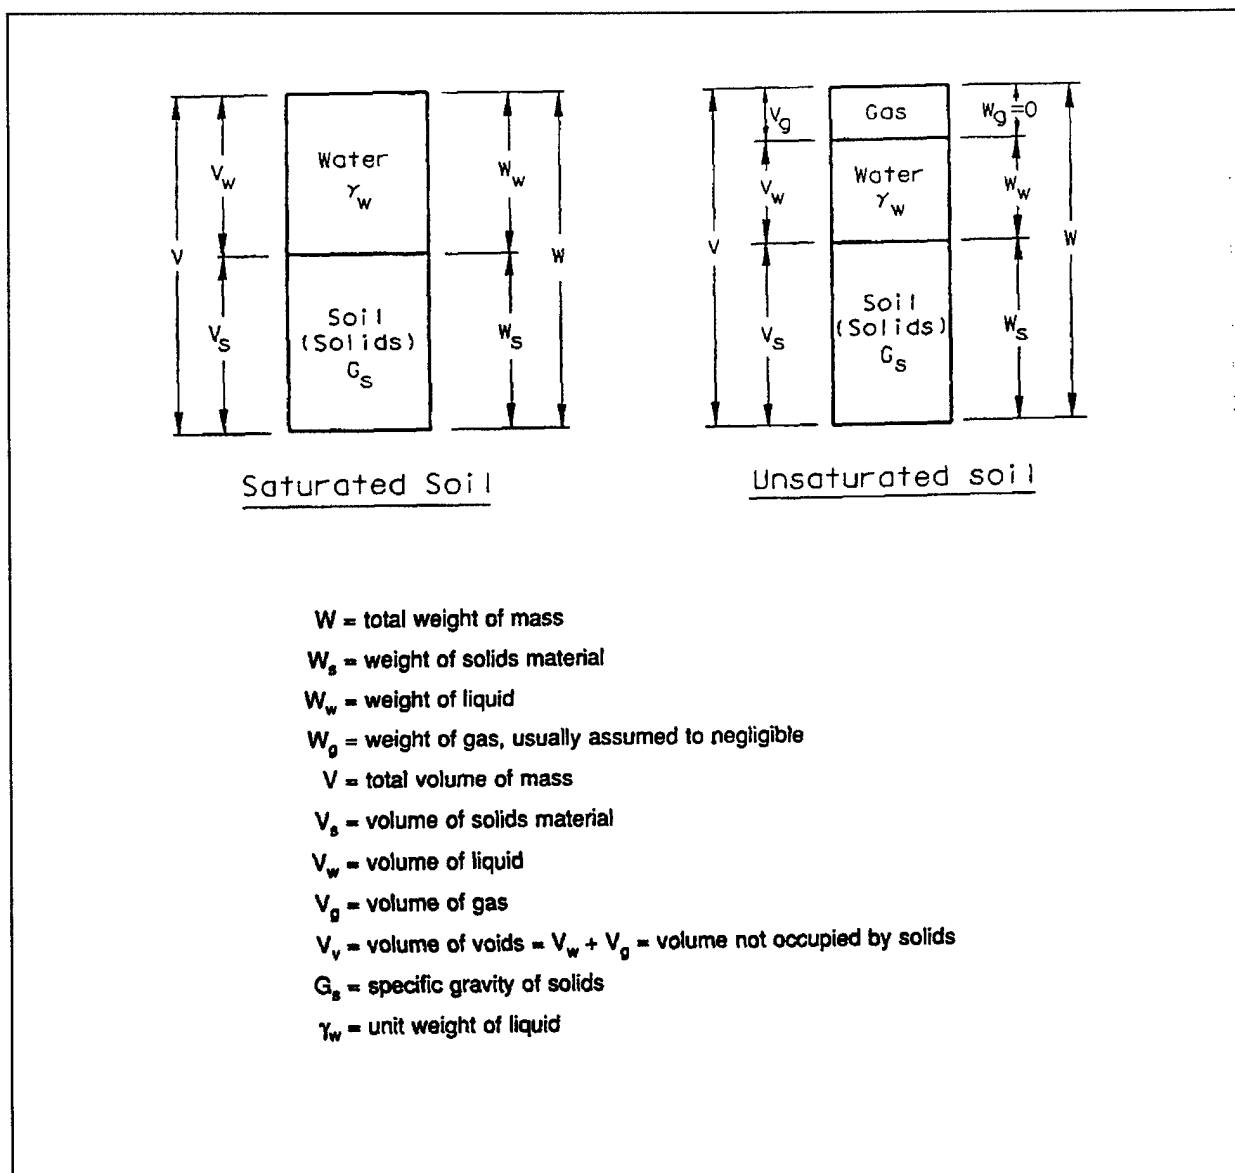 V
V_w
V_s
Water
γ_w
Soil
(Solids)
G_s
W_w
W_s
W
Saturated Soil
V
V_g
V_w
V_s
Gas
Water
γ_w
Soil
(Solids)
G_s
W_g=0
W_w
W_s
W
Unsaturated soil
W = total weight of mass
W_s = weight of solids material
W_w = weight of liquid
W_g = weight of gas, usually assumed to negligible
V = total volume of mass
V_s = volume of solids material
V_w = volume of liquid
V_g = volume of gas
V_v = volume of voids = V_w + V_g = volume not occupied by solids
G_s = specific gravity of solids
γ_w = unit weight of liquid